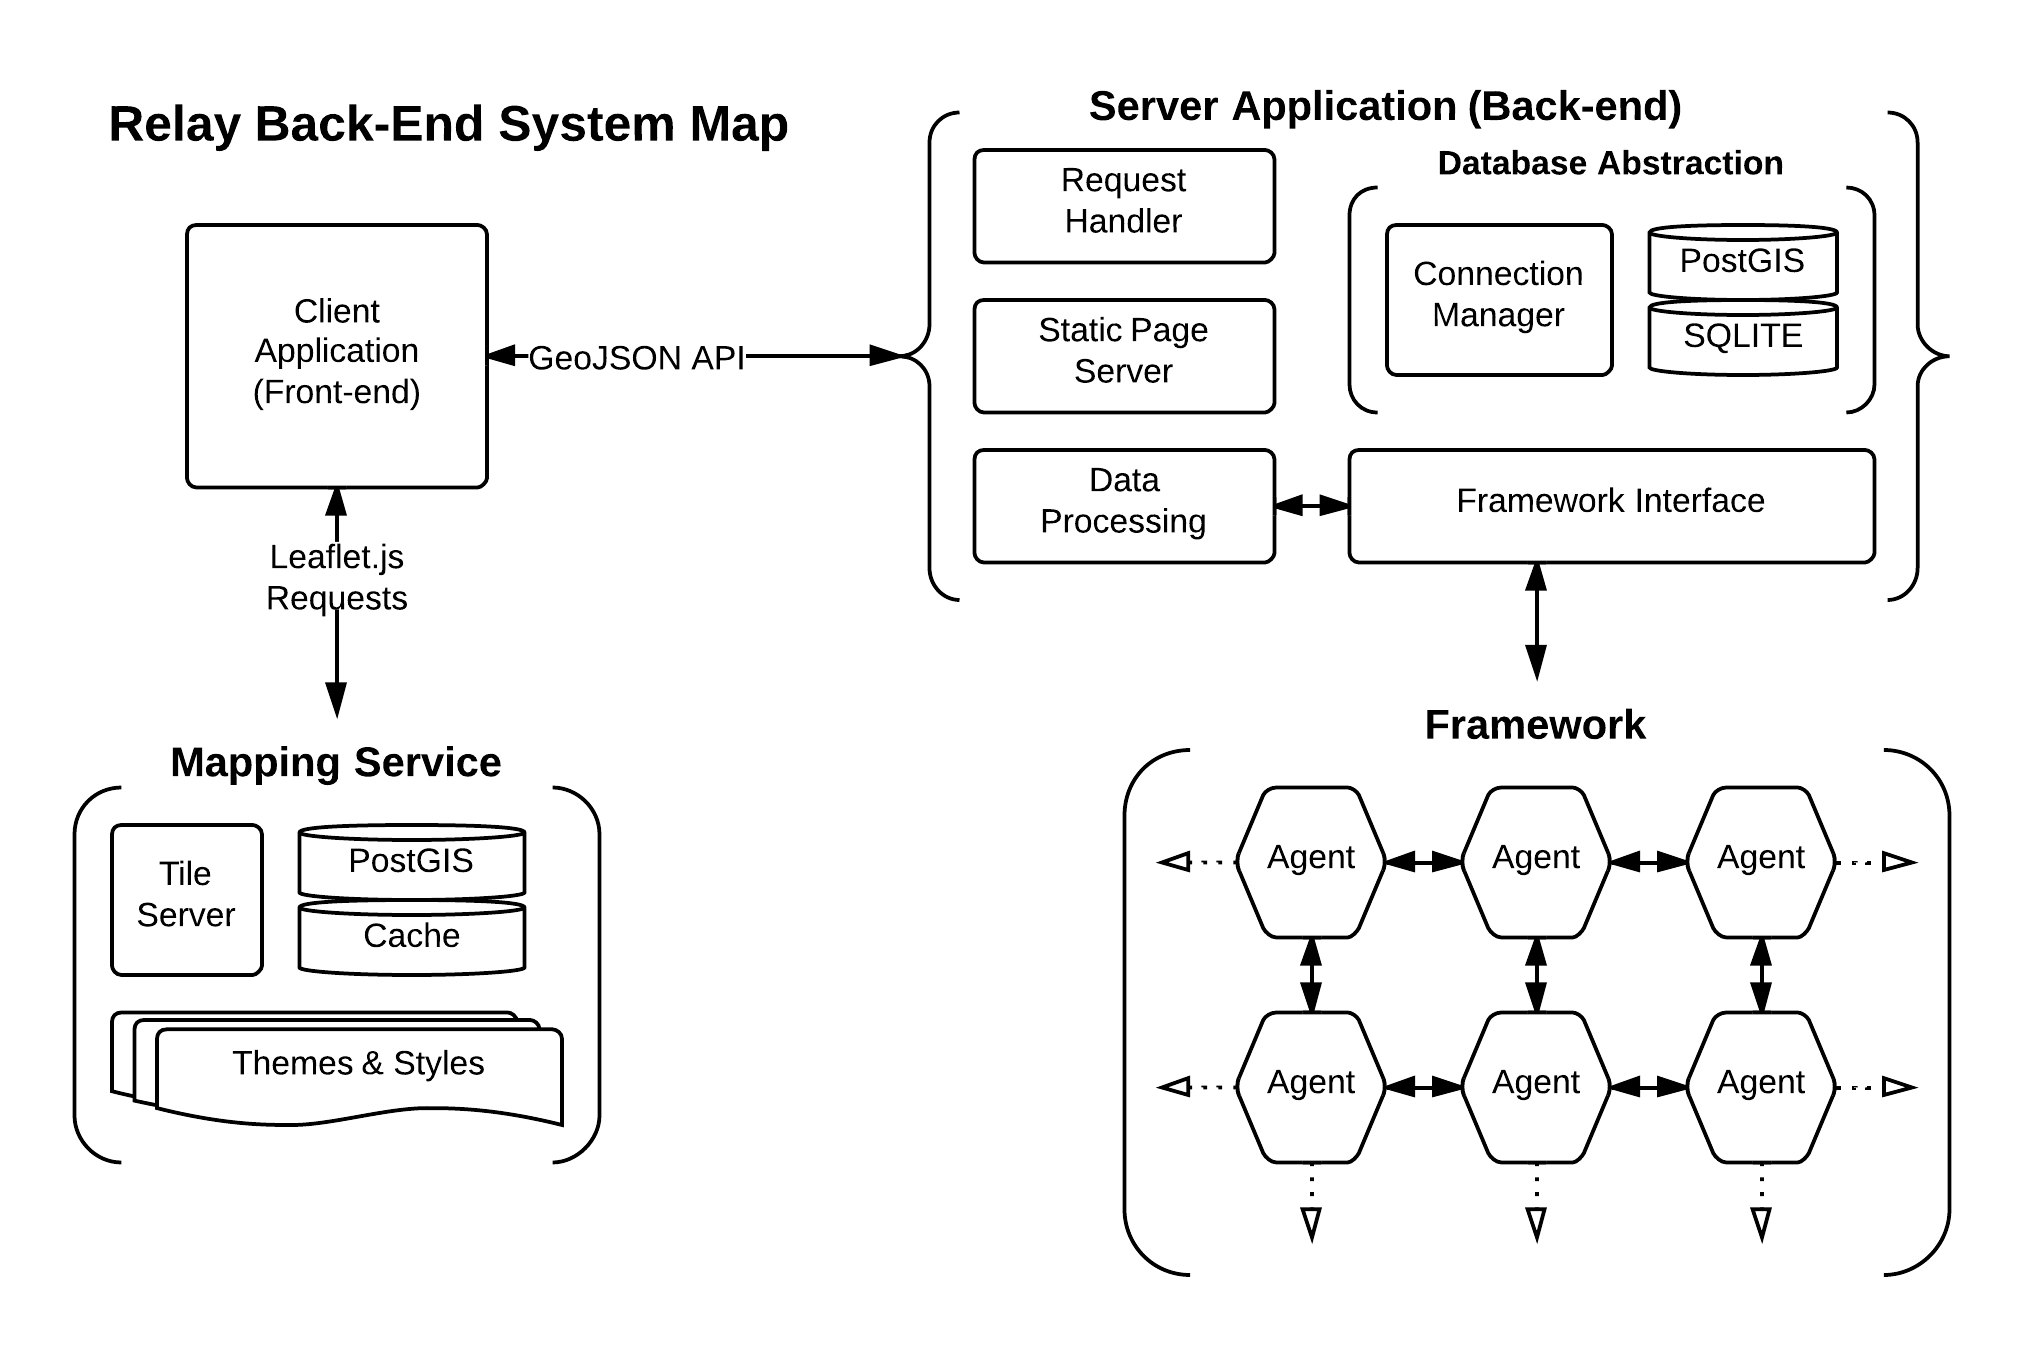 Relay Back-End System Map
Client
Application
(Front-end)
GeoJSON API
Leaflet.js
Requests
Mapping Service
Tile
Server
PostGIS
Cache
Themes & Styles
Server Application (Back-end)
Request
Handler
Static Page
Server
Data
Processing
Database Abstraction
Connection
Manager
PostGIS
SQLITE
Framework Interface
Framework
Agent
Agent
Agent
Agent
Agent
Agent